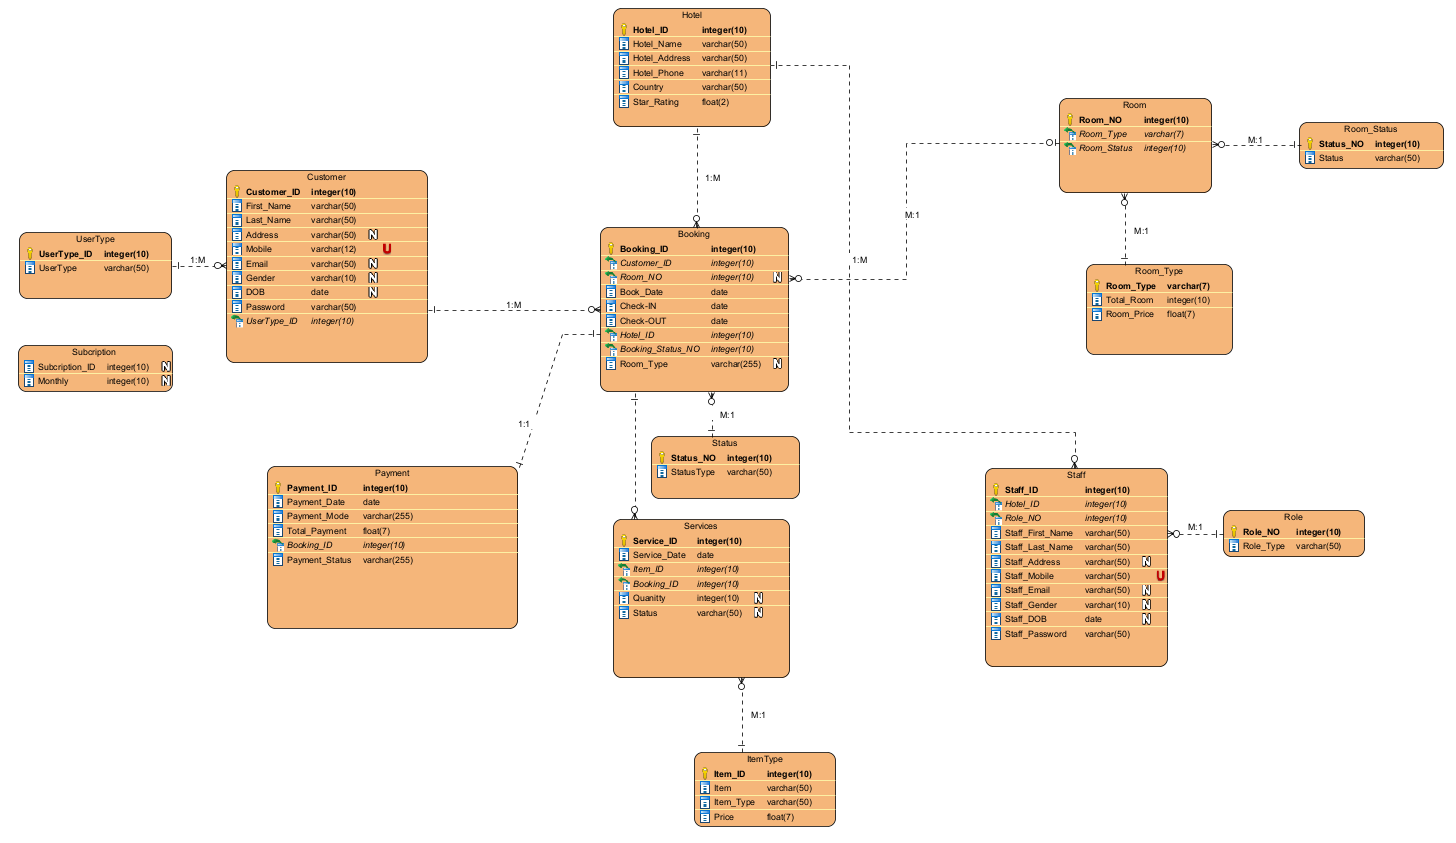 Hotel
Hotel_ID integer(10)
Hotel_Name varchar(50)
Hotel_Address varchar(50)
Hotel_Phone varchar(11)
Country varchar(50)
Star_Rating float(2)
1:M
1:M
Room
Room_NO integer(10)
Room_Type varchar(7)
Room_Status integer(10)
M:1
Room_Status
Status_NO integer(10)
Status varchar(50)
M:1
Room_Type
Room_Type varchar(7)
Total_Room integer(10)
Room_Price float(7)
M:1
Customer
Customer_ID integer(10)
First_Name varchar(50)
Last_Name varchar(50)
Address varchar(50) N
Mobile varchar(12) U
Email varchar(50) N
Gender varchar(10) N
DOB date N
Password varchar(50)
UserType_ID integer(10)
1:M
UserType
UserType_ID integer(10)
UserType varchar(50)
1:M
Subcription
Subcription_ID integer(10) N
Monthly integer(10) N
Booking
Booking_ID integer(10)
Customer_ID integer(10)
Room_NO integer(10) N
Book_Date date
Check-IN date
Check-OUT date
Hotel_ID integer(10)
Booking_Status_NO integer(10)
Room_Type varchar(255) N
1:1
M:1
Status
Status_NO integer(10)
StatusType varchar(50)
Payment
Payment_ID integer(10)
Payment_Date date
Payment_Mode varchar(255)
Total_Payment float(7)
Booking_ID integer(10)
Payment_Status varchar(255)
Services
Service_ID integer(10)
Service_Date date
Item_ID integer(10)
Booking_ID integer(10)
Quanitty integer(10) N
Status varchar(50) N
M:1
Staff
Staff_ID integer(10)
Hotel_ID integer(10)
Role_NO integer(10)
Staff_First_Name varchar(50)
Staff_Last_Name varchar(50)
Staff_Address varchar(50) N
Staff_Mobile varchar(50) U
Staff_Email varchar(50) N
Staff_Gender varchar(10) N
Staff_DOB date N
Staff_Password varchar(50)
M:1
Role
Role_NO integer(10)
Role_Type varchar(50)
ItemType
Item_ID integer(10)
Item varchar(50)
Item_Type varchar(50)
Price float(7)